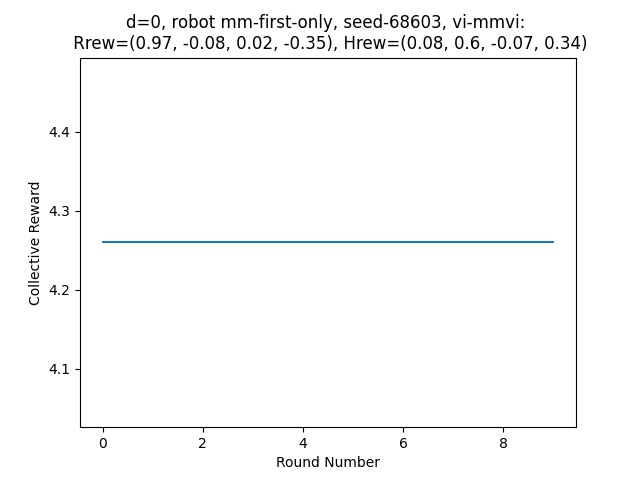 d=0, robot mm-first-only, seed-68603, vi-mmvi:
Rrew=(0.97, -0.08, 0.02, -0.35), Hrew=(0.08, 0.6, -0.07, 0.34)
4.4
4.3
4.2
4.1
Collective Reward
0 2 4 6 8
Round Number